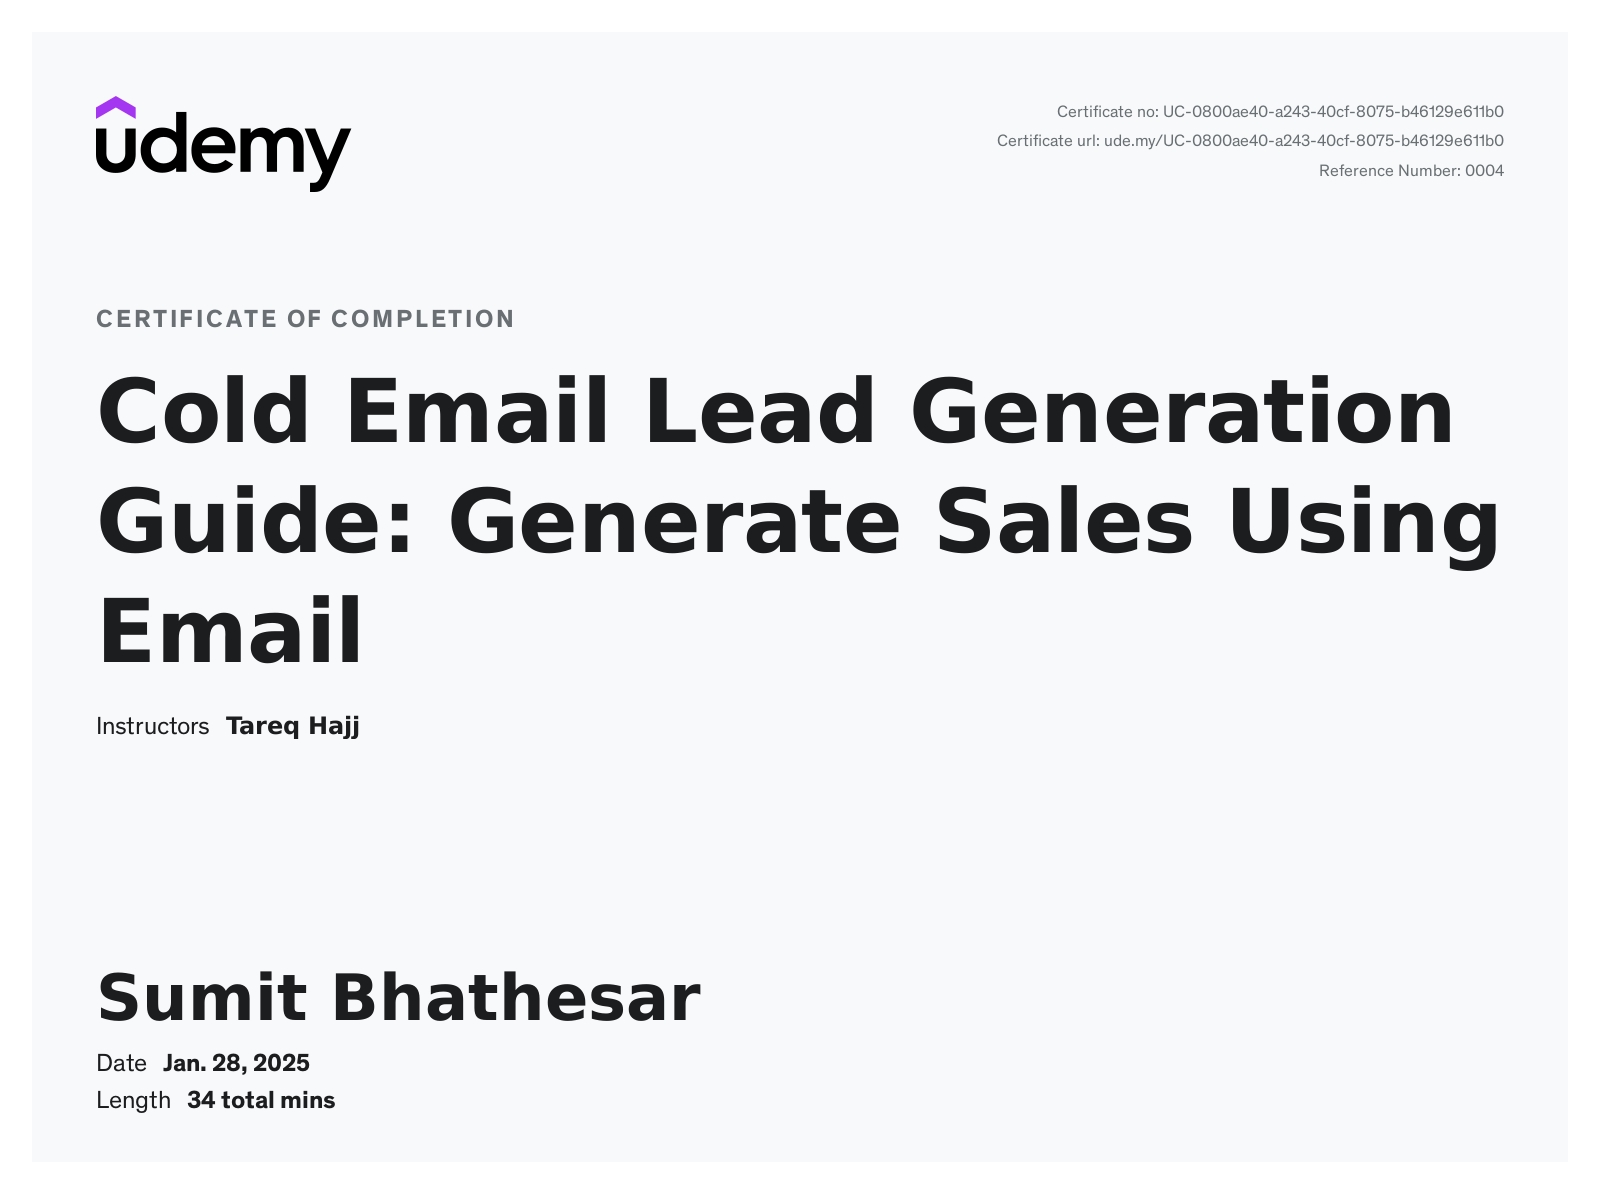 udemy
Certificate no: UC-0800ae40-a243-40cf-8075-b46129e611b0
Certificate url: ude.my/UC-0800ae40-a243-40cf-8075-b46129e611b0
Reference Number: 0004
CERTIFICATE OF COMPLETION
Cold Email Lead Generation
Guide: Generate Sales Using
Email
Instructors Tareq Hajj
Sumit Bhathesar
Date Jan. 28, 2025
Length 34 total mins